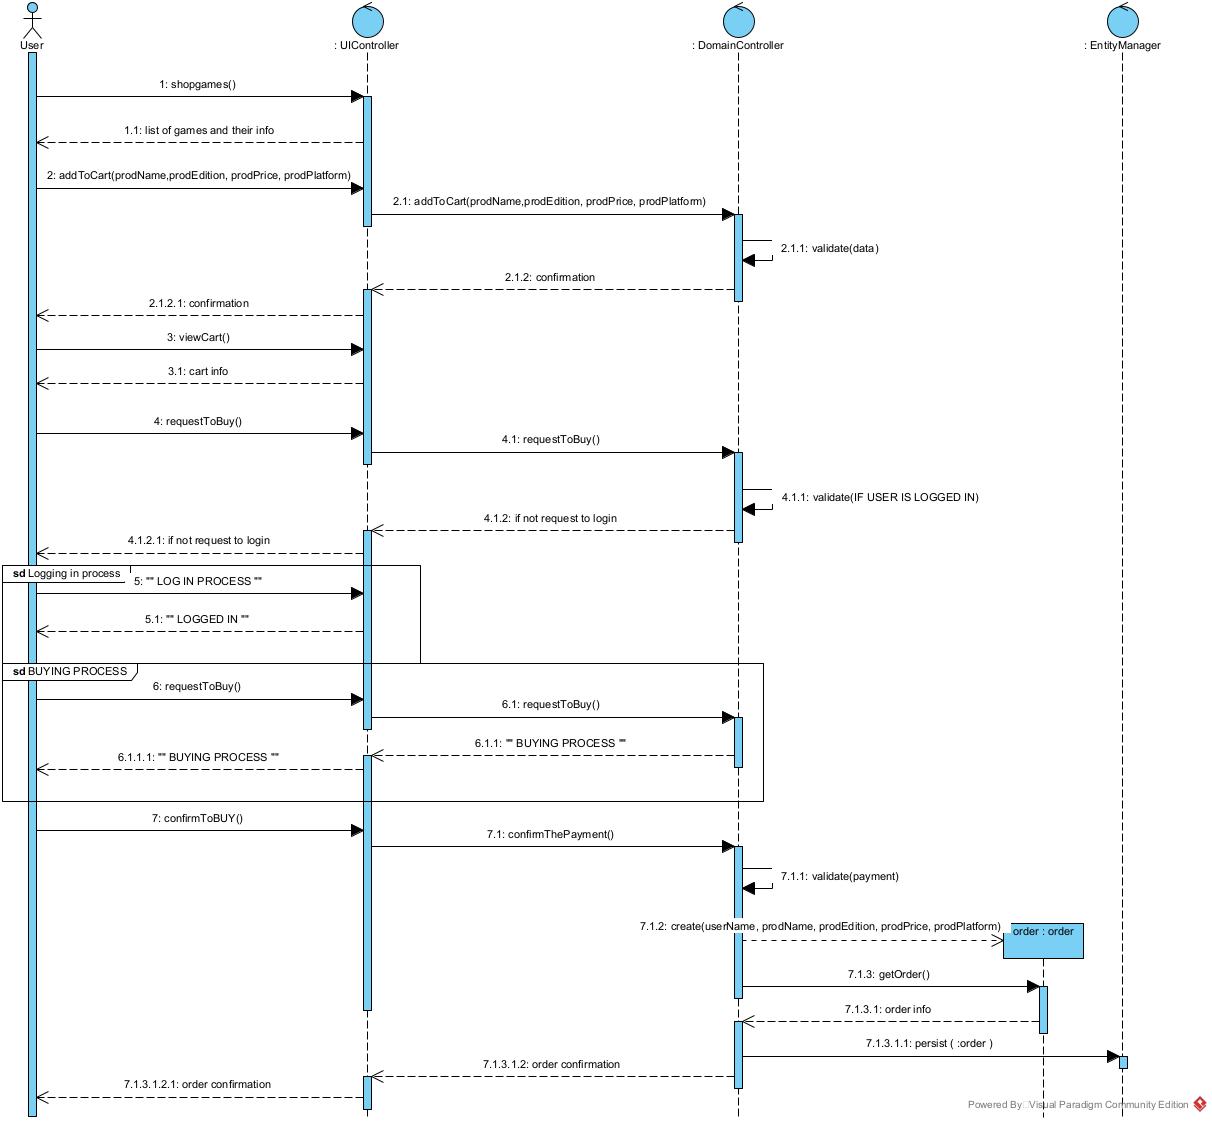 User
: UIController
: DomainController
: EntityManager
1: shopgames()
1.1: list of games and their info
2: addToCart(prodName,prodEdition, prodPrice, prodPlatform)
2.1: addToCart(prodName,prodEdition, prodPrice, prodPlatform)
2.1.1: validate(data)
2.1.2: confirmation
2.1.2.1: confirmation
3: viewCart()
3.1: cart info
4: requestToBuy()
4.1: requestToBuy()
4.1.1: validate(IF USER IS LOGGED IN)
4.1.2: if not request to login
4.1.2.1: if not request to login
sd Logging in process
5: "" LOG IN PROCESS ""
5.1: "" LOGGED IN ""
sd BUYING PROCESS
6: requestToBuy()
6.1: requestToBuy()
6.1.1: "" BUYING PROCESS ""
6.1.1.1: "" BUYING PROCESS ""
7: confirmToBUY()
7.1: confirmThePayment()
7.1.1: validate(payment)
7.1.2: create(userName, prodName, prodEdition, prodPrice, prodPlatform)
order : order
7.1.3: getOrder()
7.1.3.1: order info
7.1.3.1.1: persist ( :order )
7.1.3.1.2: order confirmation
7.1.3.1.2.1: order confirmation
Powered By Visual Paradigm Community Edition